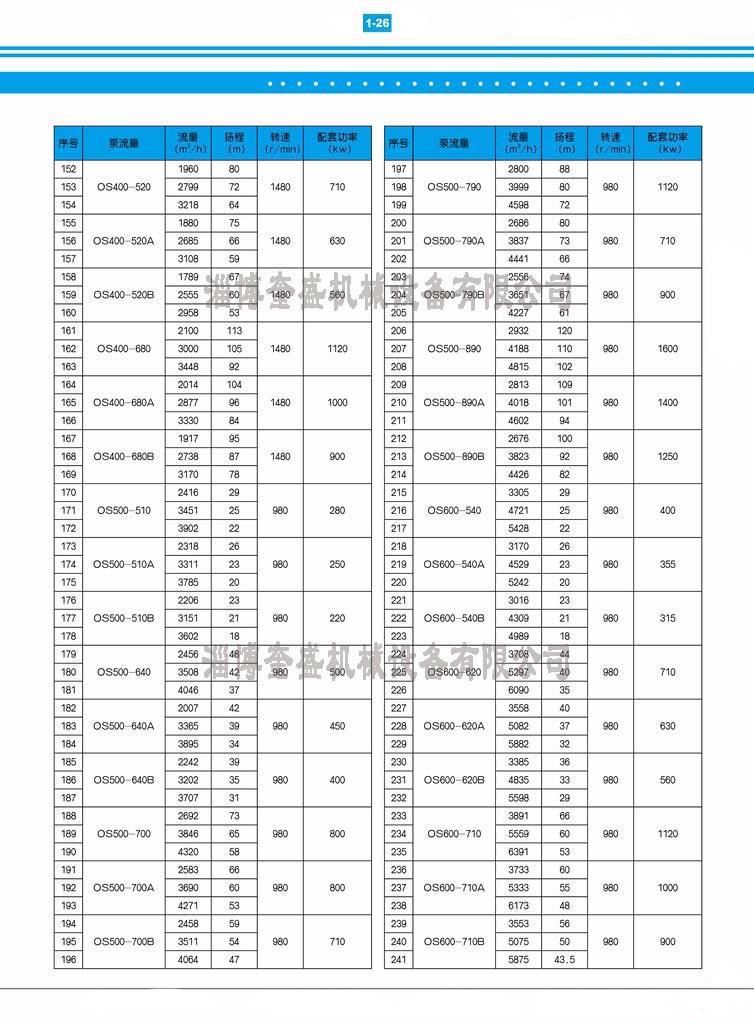 1-26
序号 泵流量 流量(m³/h) 扬程(m) 转速(r/min) 配套功率(kw)
152 OS400-520 1960 80 1480 710
153 2799 72
154 3218 64
155 OS400-520A 1880 75 1480 630
156 2685 66
157 3108 59
158 OS400-520B 1789 67 1480 560
159 2555 60
160 2958 53
161 OS400-680 2100 113 1480 1120
162 3000 105
163 3448 92
164 OS400-680A 2014 104 1480 1000
165 2877 96
166 3330 84
167 OS400-680B 1917 95 1480 900
168 2738 87
169 3170 78
170 OS500-510 2416 29 980 280
171 3451 25
172 3902 22
173 OS500-510A 2318 26 980 250
174 3311 23
175 3785 20
176 OS500-510B 2206 23 980 220
177 3151 21
178 3602 18
179 OS500-640 2456 48 980 500
180 3508 42
181 4046 37
182 OS500-640A 2007 42 980 450
183 3365 39
184 3895 34
185 OS500-640B 2242 39 980 400
186 3202 35
187 3707 31
188 OS500-700 2692 73 980 800
189 3846 65
190 4320 58
191 OS500-700A 2583 66 980 800
192 3690 60
193 4271 53
194 OS500-700B 2458 59 980 710
195 3511 54
196 4064 47
序号 泵流量 流量(m³/h) 扬程(m) 转速(r/min) 配套功率(kw)
197 OS500-790 2800 88 980 1120
198 3999 80
199 4598 72
200 OS500-790A 2686 80 980 710
201 3837 73
202 4441 66
203 OS500-790B 2556 74 980 900
204 3651 67
205 4227 61
206 OS500-890 2932 120 980 1600
207 4188 110
208 4815 102
209 OS500-890A 2813 109 980 1400
210 4018 101
211 4602 94
212 OS500-890B 2676 100 980 1250
213 3823 92
214 4426 82
215 OS600-540 3305 29 980 400
216 4721 25
217 5428 22
218 OS600-540A 3170 26 980 355
219 4529 23
220 5242 20
221 OS600-540B 3016 23 980 315
222 4309 21
223 4989 18
224 OS600-620 3708 44 980 710
225 5297 40
226 6090 35
227 OS600-620A 3558 40 980 630
228 5082 37
229 5882 32
230 OS600-620B 3385 36 980 560
231 4835 33
232 5598 29
233 OS600-710 3891 66 980 1120
234 5559 60
235 6391 53
236 OS600-710A 3733 60 980 1000
237 5333 55
238 6173 48
239 OS600-710B 3553 56 980 900
240 5075 50
241 5875 43.5
淄博奎盛机械设备有限公司
淄博奎盛机械设备有限公司